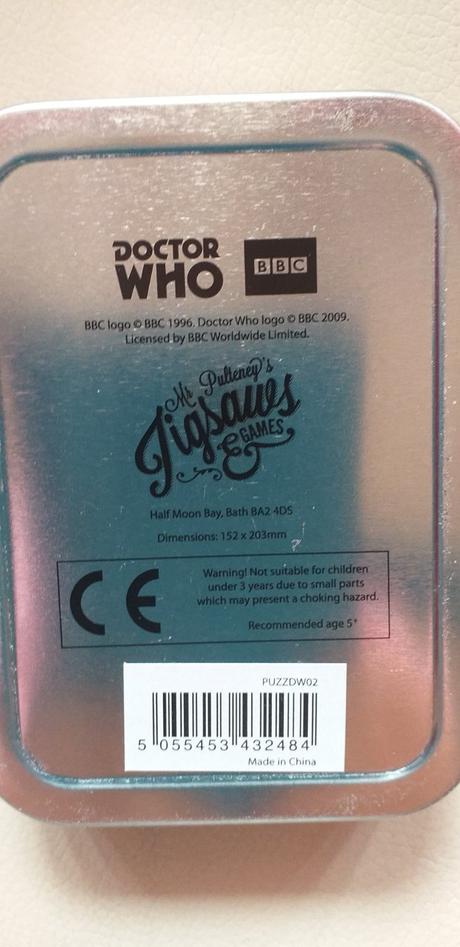 DOCTOR
WHO
BBC
BBC logo © BBC 1996. Doctor Who logo © BBC 2009.
Licensed by BBC Worldwide Limited.
Mr Pulteney's
Jigsaws
& GAMES
Half Moon Bay, Bath BA2 4DS
Dimensions: 152 x 203mm
CE
Warning! Not suitable for children
under 3 years due to small parts
which may present a choking hazard.
Recommended age 5+
PUZZDW02
5 055453 432484
Made in China